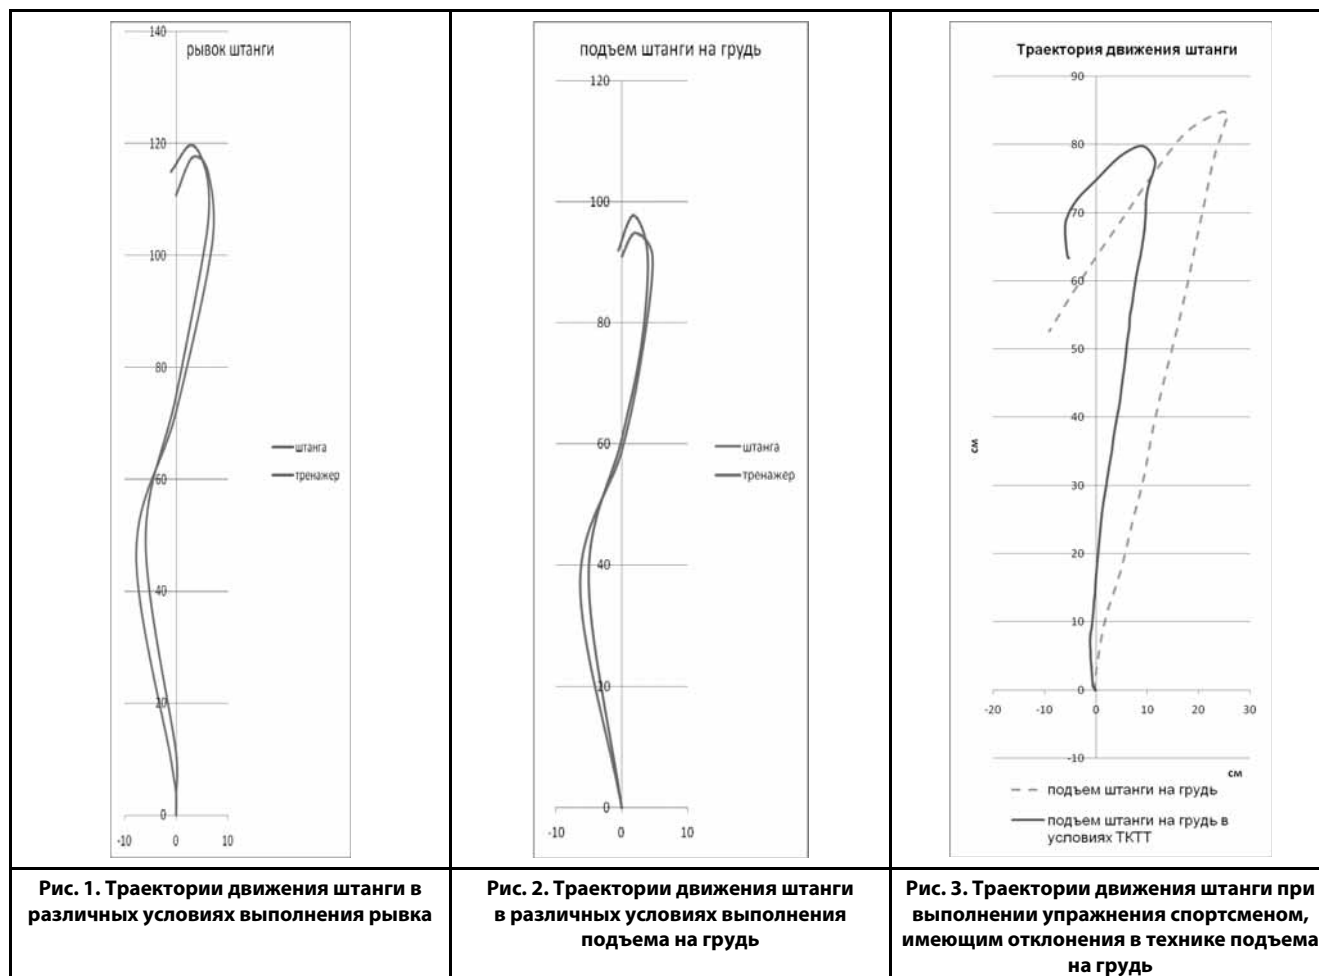 рывок штанги
140
120
100
80
60
40
20
0
-10 0 10
штанга
тренажер
Рис. 1. Траектории движения штанги в
различных условиях выполнения рывка
подъем штанги на грудь
120
100
80
60
40
20
0
-10 0 10
штанга
тренажер
Рис. 2. Траектории движения штанги
в различных условиях выполнения
подъема на грудь
Траектория движения штанги
90
80
70
60
50
40
30
20
10
0
-10
см
-20 -10 0 10 20 30
см
подъем штанги на грудь
подъем штанги на грудь в
условиях ТКТТ
Рис. 3. Траектории движения штанги при
выполнении упражнения спортсменом,
имеющим отклонения в технике подъема
на грудь